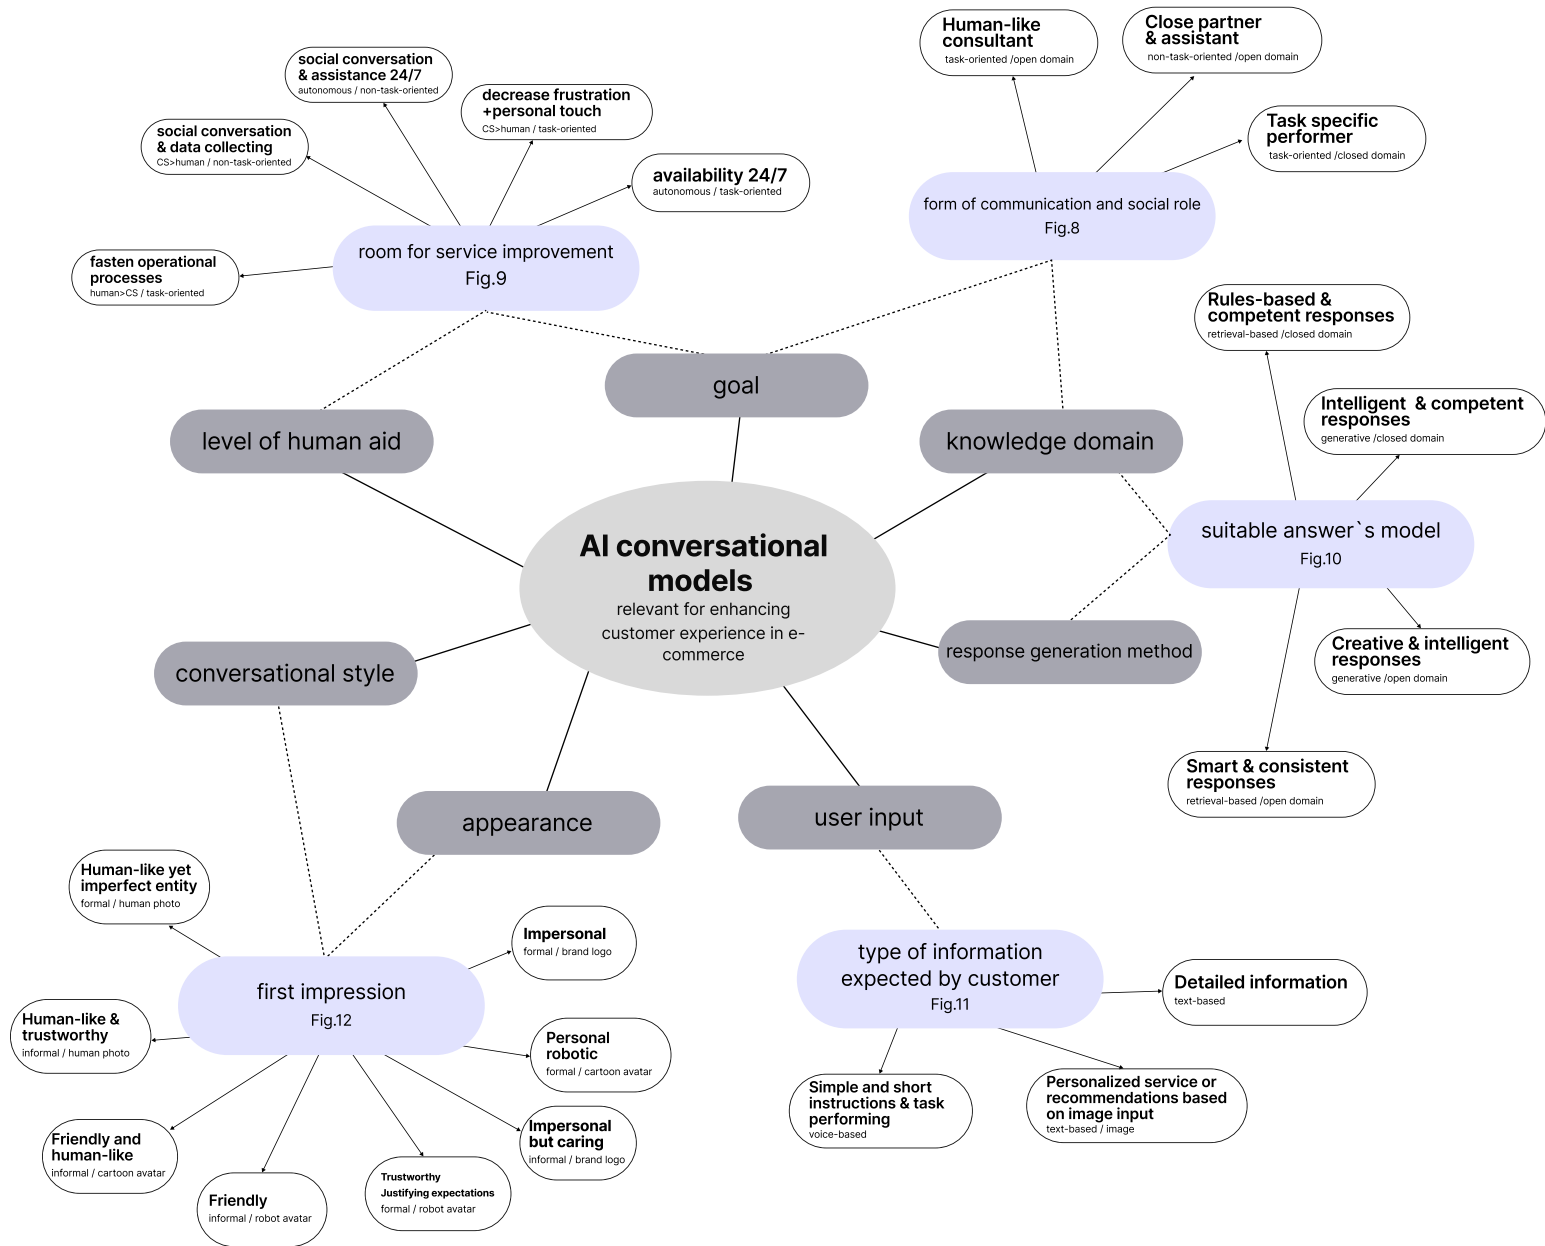 Human-like
consultant
task-oriented /open domain
Close partner
& assistant
non-task-oriented /open domain
social conversation
& assistance 24/7
autonomous / non-task-oriented
decrease frustration
+personal touch
CS>human / task-oriented
social conversation
& data collecting
CS>human / non-task-oriented
Task specific
performer
task-oriented /closed domain
availability 24/7
autonomous / task-oriented
form of communication and social role
Fig.8
room for service improvement
Fig.9
fasten operational
processes
human>CS / task-oriented
Rules-based &
competent responses
retrieval-based /closed domain
goal
level of human aid
knowledge domain
Intelligent  & competent
responses
generative /closed domain
AI conversational
models
relevant for enhancing
customer experience in e-
commerce
suitable answer`s model
Fig.10
response generation method
conversational style
Creative & intelligent
responses
generative /open domain
Smart & consistent
responses
retrieval-based /open domain
appearance
user input
Human-like yet
imperfect entity
formal / human photo
Impersonal
formal / brand logo
type of information
expected by customer
Fig.11
Detailed information
text-based
first impression
Fig.12
Human-like &
trustworthy
informal / human photo
Personal
robotic
formal / cartoon avatar
Simple and short
instructions & task
performing
voice-based
Personalized service or
recommendations based
on image input
text-based / image
Friendly and
human-like
informal / cartoon avatar
Impersonal
but caring
informal / brand logo
Friendly
informal / robot avatar
Trustworthy
Justifying expectations
formal / robot avatar